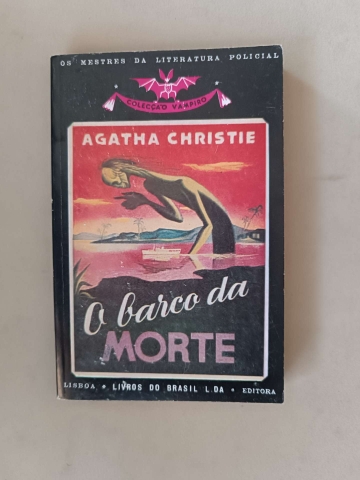 OS MESTRES DA LITERATURA POLICIAL
COLECÇÃO VAMPIRO
AGATHA CHRISTIE
O barco da
MORTE
LISBOA • LIVROS DO BRASIL L.DA • EDITORA